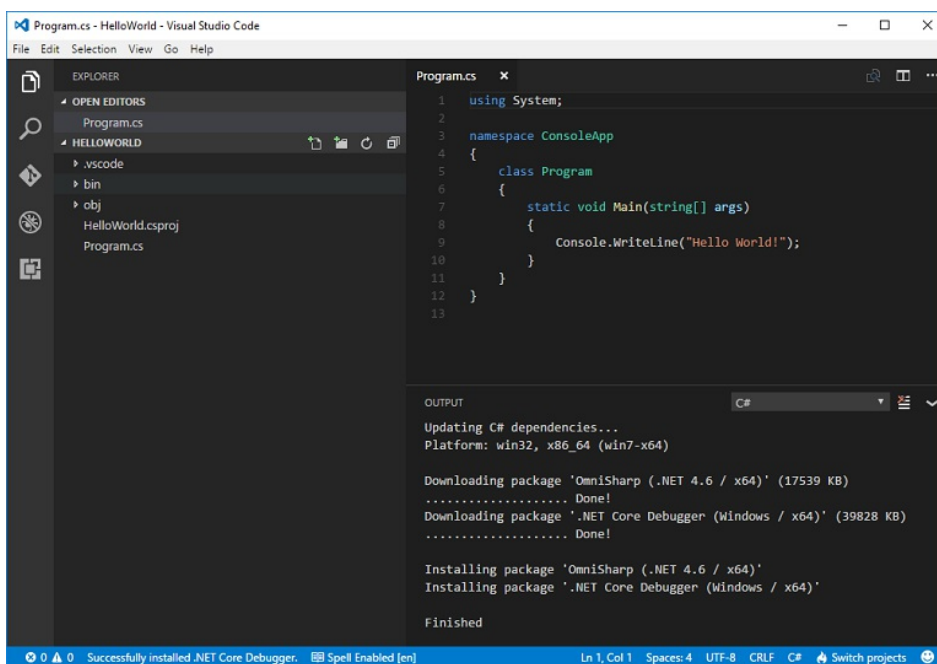 Program.cs - HelloWorld - Visual Studio Code
File Edit Selection View Go Help
EXPLORER
OPEN EDITORS
Program.cs
HELLOWORLD
.vscode
bin
obj
HelloWorld.csproj
Program.cs
Program.cs
1 using System;
2
3 namespace ConsoleApp
4 {
5 class Program
6 {
7 static void Main(string[] args)
8 {
9 Console.WriteLine("Hello World!");
10 }
11 }
12 }
13
OUTPUT C#
Updating C# dependencies...
Platform: win32, x86_64 (win7-x64)
Downloading package 'OmniSharp (.NET 4.6 / x64)' (17539 KB)
.................... Done!
Downloading package '.NET Core Debugger (Windows / x64)' (39828 KB)
.................... Done!
Installing package 'OmniSharp (.NET 4.6 / x64)'
Installing package '.NET Core Debugger (Windows / x64)'
Finished
0 0 Successfully installed .NET Core Debugger. Spell Enabled [en] Ln 1, Col 1 Spaces: 4 UTF-8 CRLF C# Switch projects